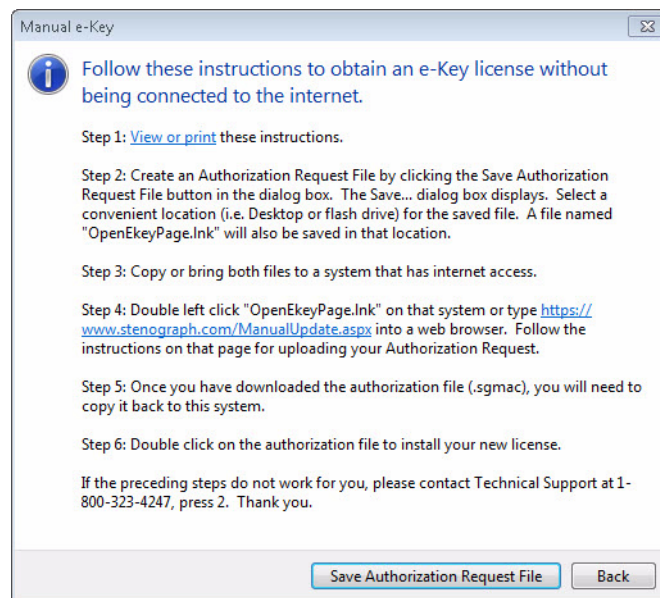 Manual e-Key
Follow these instructions to obtain an e-Key license without
being connected to the internet.
Step 1: View or print these instructions.
Step 2: Create an Authorization Request File by clicking the Save Authorization
Request File button in the dialog box.  The Save... dialog box displays.  Select a
convenient location (i.e. Desktop or flash drive) for the saved file.  A file named
"OpenEkeyPage.lnk" will also be saved in that location.
Step 3: Copy or bring both files to a system that has internet access.
Step 4: Double left click "OpenEkeyPage.lnk" on that system or type https://
www.stenograph.com/ManualUpdate.aspx into a web browser.  Follow the
instructions on that page for uploading your Authorization Request.
Step 5: Once you have downloaded the authorization file (.sgmac), you will need to
copy it back to this system.
Step 6: Double click on the authorization file to install your new license.
If the preceding steps do not work for you, please contact Technical Support at 1-
800-323-4247, press 2.  Thank you.
Save Authorization Request File
Back